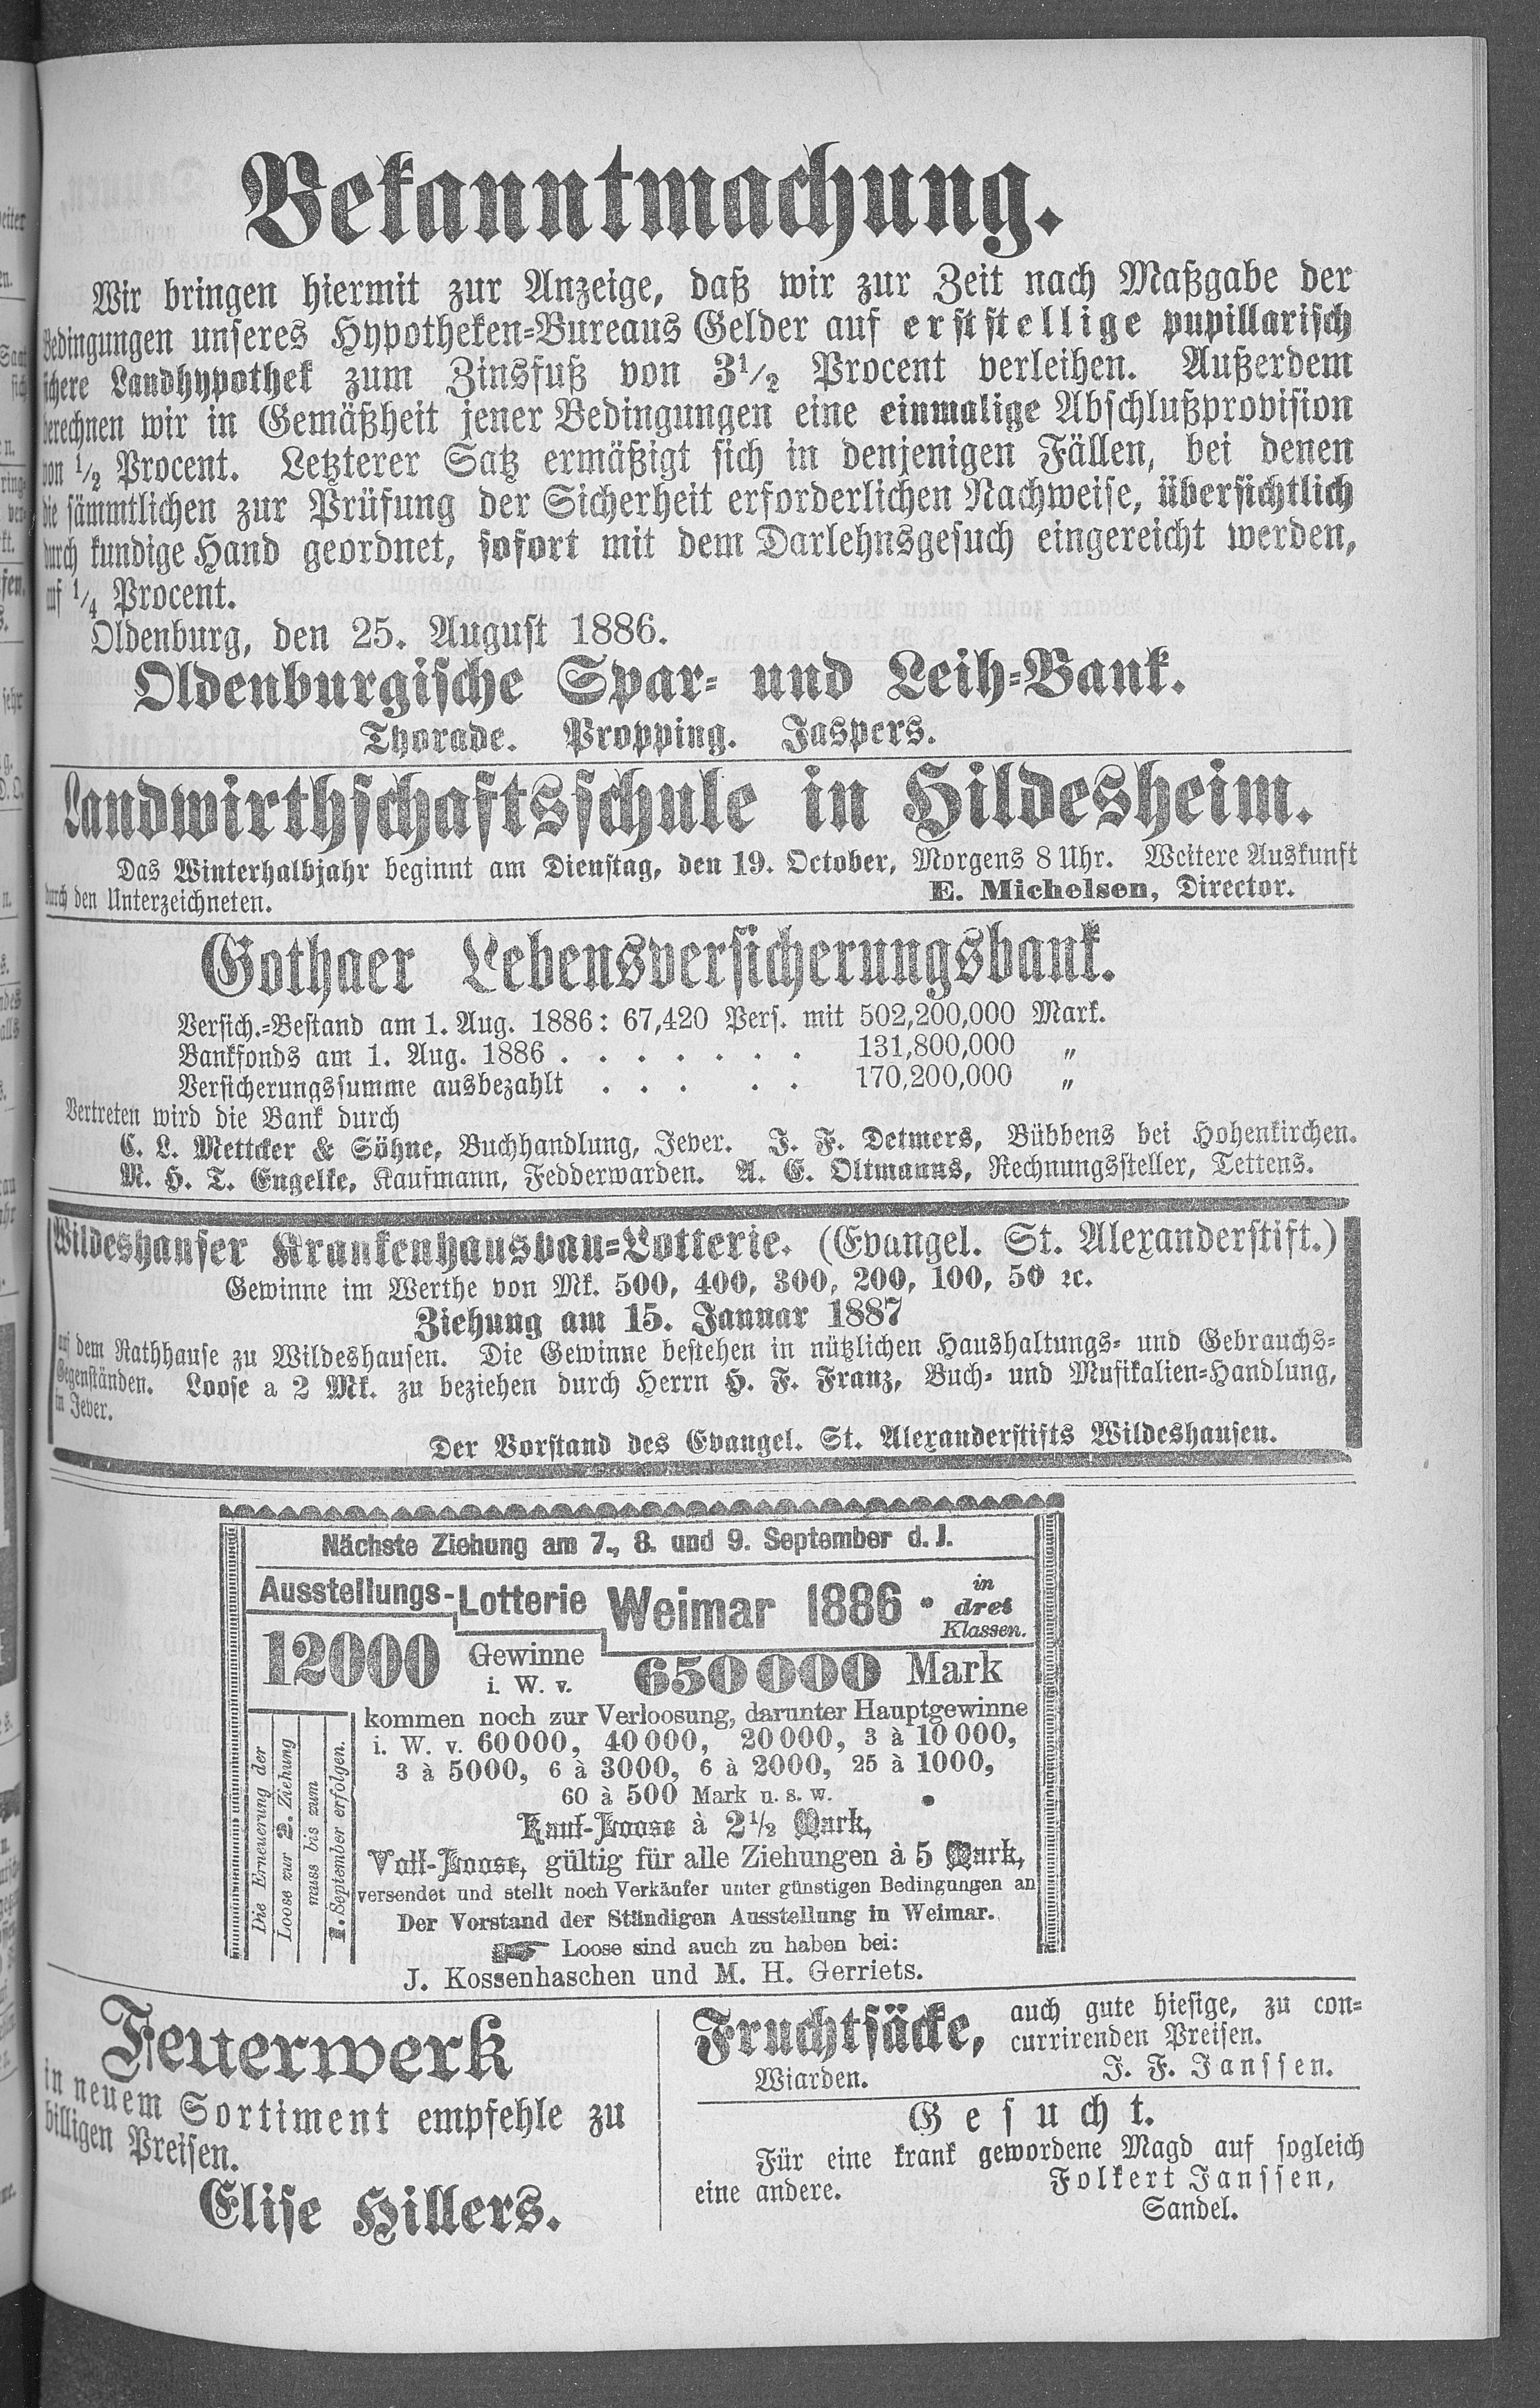 Bekanntmachung.
Wir bringen hiermit zur Anzeige, daß wir zur Zeit nach Maßgabe der
Bedingungen unseres Hypotheken-Bureaus Gelder auf erststellige pupillarisch
sichere Landhypothek zum Zinsfuß von 3½ Procent verleihen. Außerdem
berechnen wir in Gemäßheit jener Bedingungen eine einmalige Abschlußprovision
von ½ Procent. Letzterer Satz ermäßigt sich in denjenigen Fällen, bei denen
die sämmtlichen zur Prüfung der Sicherheit erforderlichen Nachweise, übersichtlich
durch kundige Hand geordnet, sofort mit dem Darlehnsgesuch eingereicht werden,
auf ¼ Procent.
Oldenburg, den 25. August 1886.
Oldenburgische Spar- und Leih-Bank.
Thorade. Propping. Jaspers.
Landwirthschaftsschule in Hildesheim.
Das Winterhalbjahr beginnt am Dienstag, den 19. October, Morgens 8 Uhr. Weitere Auskunft
durch den Unterzeichneten. E. Michelsen, Director.
Gothaer Lebensversicherungsbank.
Versich.-Bestand am 1. Aug. 1886: 67,420 Pers. mit 502,200,000 Mark.
Bankfonds am 1. Aug. 1886 . . . . . . . 131,800,000 „
Versicherungssumme ausbezahlt . . . . . 170,200,000 „
Vertreten wird die Bank durch
C. L. Mettcker & Söhne, Buchhandlung, Jever. J. F. Detmers, Bübbens bei Hohenkirchen.
M. H. T. Engelke, Kaufmann, Fedderwarden. A. E. Oltmanns, Rechnungssteller, Tettens.
Wildeshauser Krankenhausbau-Lotterie. (Evangel. St. Alexanderstift.)
Gewinne im Werthe von Mk. 500, 400, 300, 200, 100, 50 ꝛc.
Ziehung am 15. Januar 1887
auf dem Rathhause zu Wildeshausen. Die Gewinne bestehen in nützlichen Haushaltungs- und Gebrauchs-
Gegenständen. Loose a 2 Mk. zu beziehen durch Herrn H. F. Franz, Buch- und Musikalien-Handlung,
in Jever.
Der Vorstand des Evangel. St. Alexanderstifts Wildeshausen.
Nächste Ziehung am 7., 8. und 9. September d. J.
Ausstellungs-Lotterie Weimar 1886 • in drei Klassen.
12000 Gewinne i. W. v. 650000 Mark
kommen noch zur Verloosung, darunter Hauptgewinne
i. W. v. 60000, 40000, 20000, 3 à 10000,
3 à 5000, 6 à 3000, 6 à 2000, 25 à 1000,
60 à 500 Mark u. s. w.
Kauf-Loose à 2½ Mark,
Voll-Loose, gültig für alle Ziehungen à 5 Mark,
versendet und stellt noch Verkäufer unter günstigen Bedingungen an
Der Vorstand der Ständigen Ausstellung in Weimar.
Die Erneuerung der
Loose zur 2. Ziehung
muss bis zum
1. September erfolgen.
Loose sind auch zu haben bei:
J. Kossenhaschen und M. H. Gerriets.
Feuerwerk
in neuem Sortiment empfehle zu
billigen Preisen.
Elise Hillers.
Fruchtsäcke, auch gute hiesige, zu con-
currirenden Preisen.
Wiarden. J. F. Janssen.
Gesucht.
Für eine krank gewordene Magd auf sogleich
eine andere. Folkert Janssen,
Sandel.